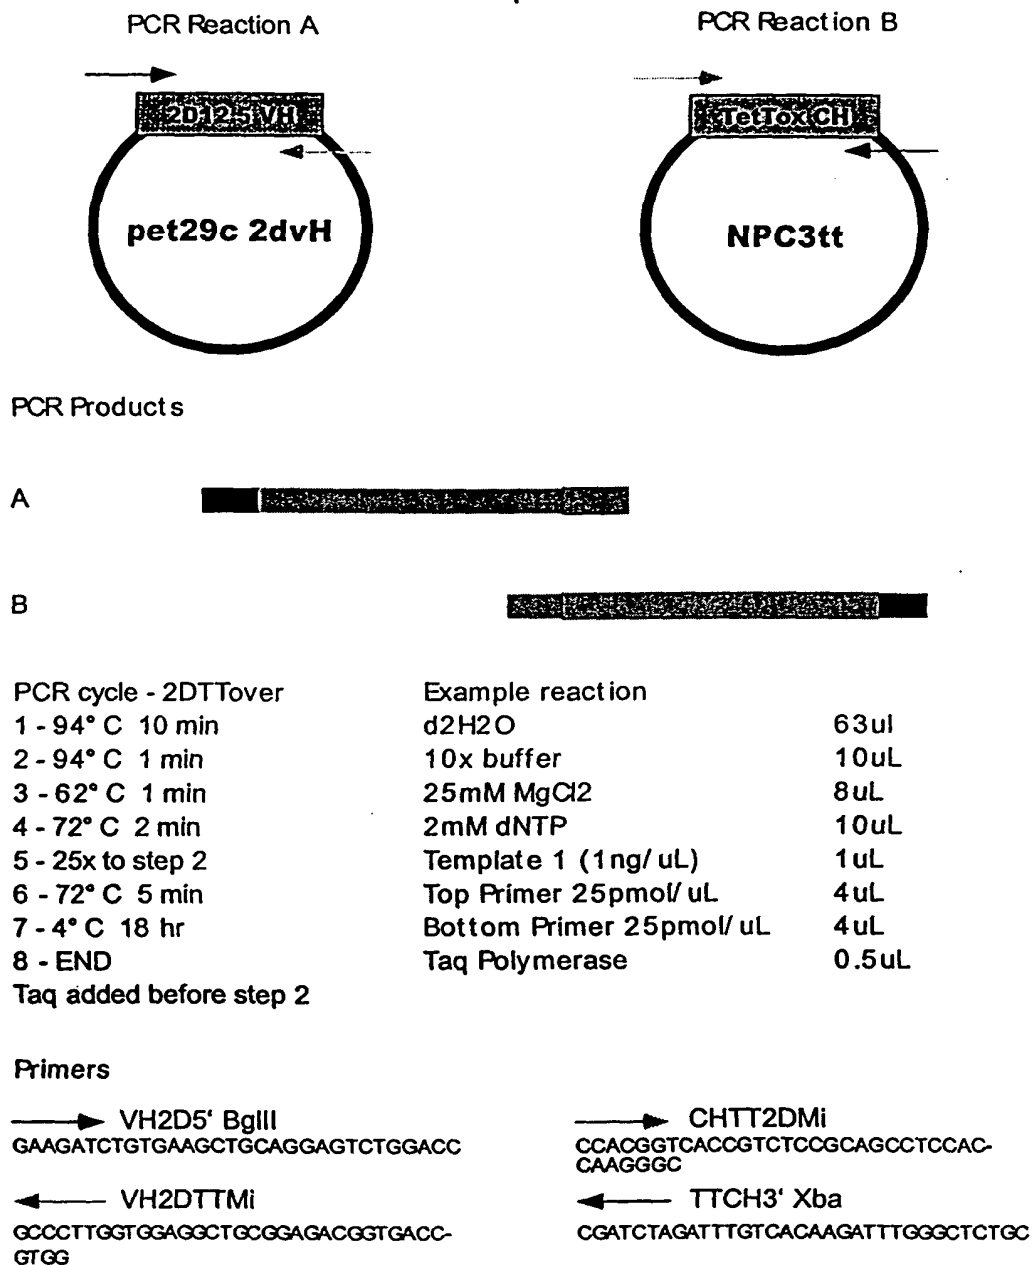 PCR Reaction A
PCR Reaction B
2D12.5 VH
TetTox CH
pet29c 2dvH
NPC3tt
PCR Products
A
B
PCR cycle - 2DTTover
1 - 94° C 10 min
2 - 94° C 1 min
3 - 62° C 1 min
4 - 72° C 2 min
5 - 25x to step 2
6 - 72° C 5 min
7 - 4° C 18 hr
8 - END
Taq added before step 2
Example reaction
d2H2O 63ul
10x buffer 10uL
25mM MgCl2 8uL
2mM dNTP 10uL
Template 1 (1ng/uL) 1uL
Top Primer 25pmol/uL 4uL
Bottom Primer 25pmol/uL 4uL
Taq Polymerase 0.5uL
Primers
VH2D5' BglII
GAAGATCTGTGAAGCTGCAGGAGTCTGGACC
CHTT2DMi
CCACGGTCACCGTCTCCGCAGCCTCCAC-
CAAGGGC
VH2DTTMi
GCCCTTGGTGGAGGCTGCGGAGACGGTGACC-
GTGG
TTCH3' Xba
CGATCTAGATTTGTCACAAGATTTGGGCTCTGC